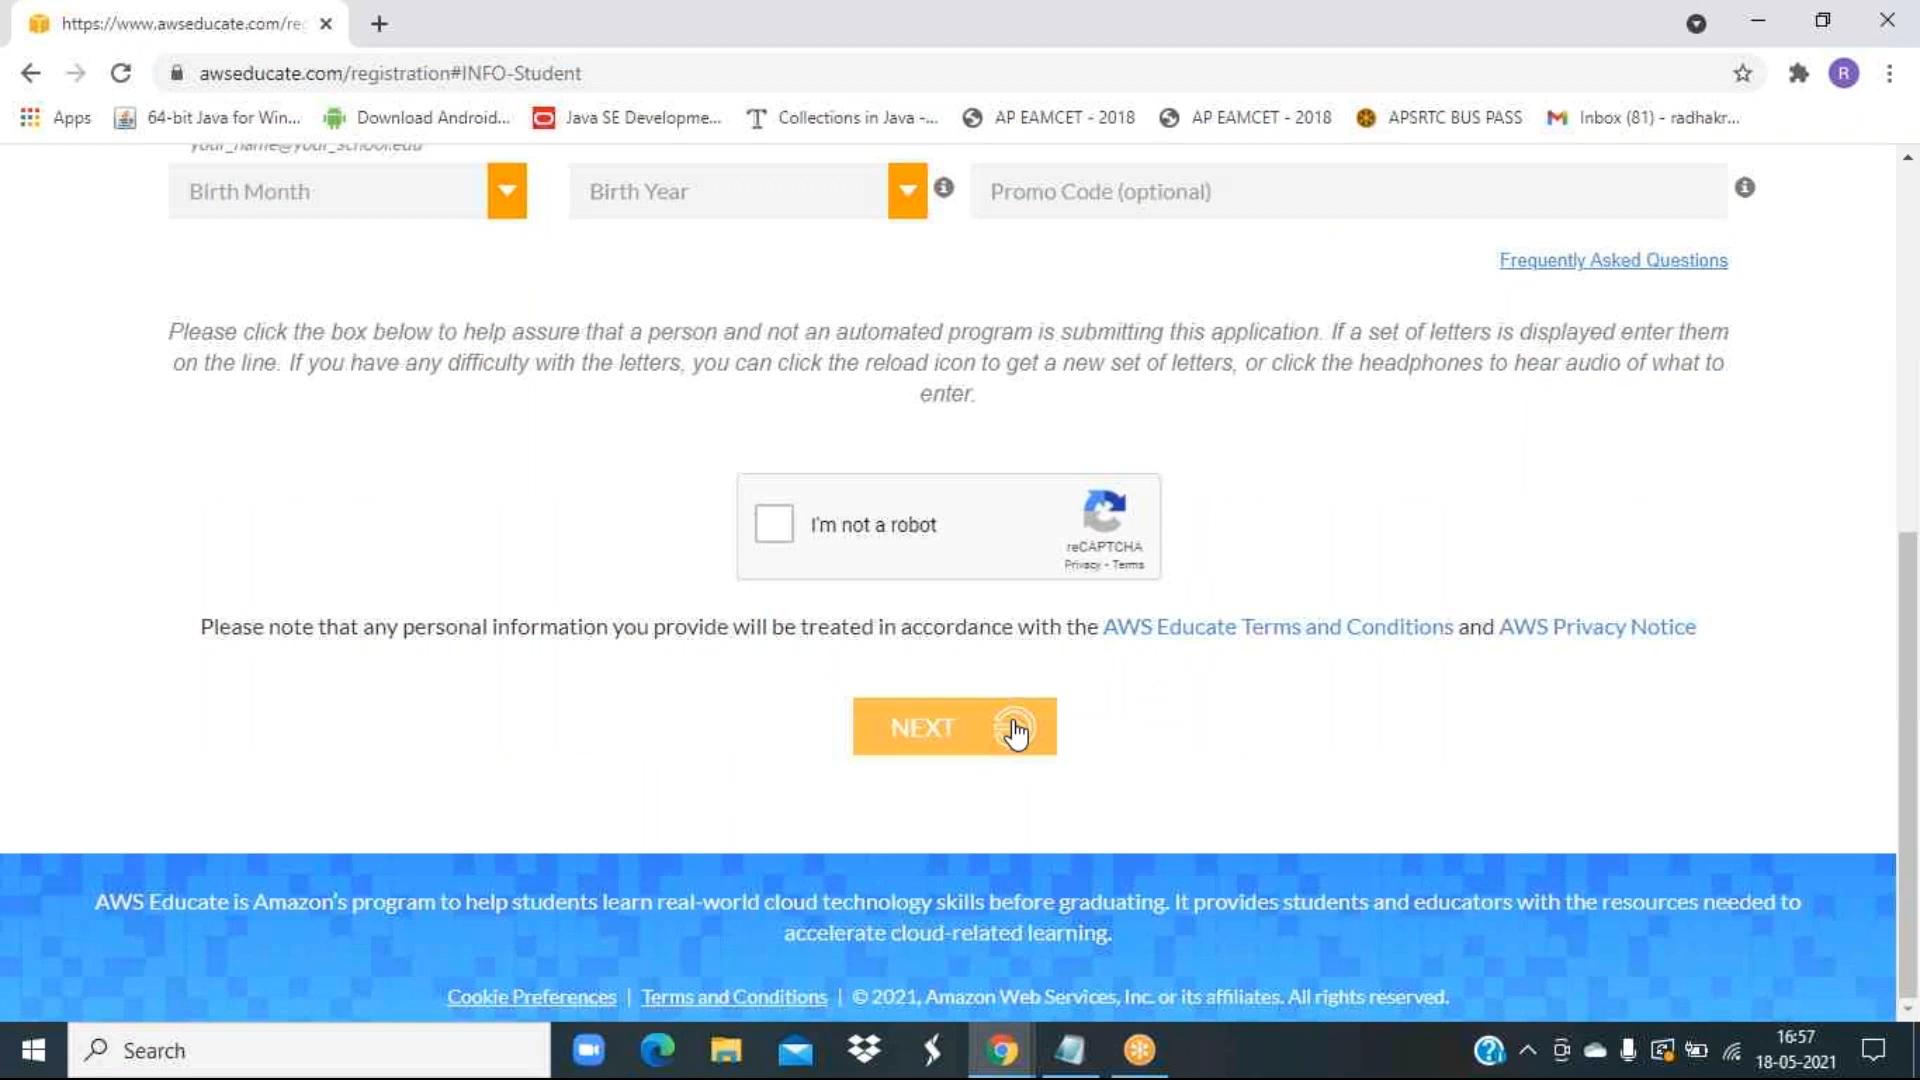 https://www.awseducate.com/re
awseducate.com/registration#INFO-Student
R
Apps
64-bit Java for Win...
Download Android...
Java SE Developme...
Collections in Java -...
AP EAMCET - 2018
AP EAMCET - 2018
APSRTC BUS PASS
Inbox (81) - radhakr...
your_name@your_school.edu
Birth Month
Birth Year
Promo Code (optional)
Frequently Asked Questions
Please click the box below to help assure that a person and not an automated program is submitting this application. If a set of letters is displayed enter them
on the line. If you have any difficulty with the letters, you can click the reload icon to get a new set of letters, or click the headphones to hear audio of what to
enter.
I'm not a robot
reCAPTCHA
Privacy - Terms
Please note that any personal information you provide will be treated in accordance with the AWS Educate Terms and Conditions and AWS Privacy Notice
NEXT
AWS Educate is Amazon's program to help students learn real-world cloud technology skills before graduating. It provides students and educators with the resources needed to
accelerate cloud-related learning.
Cookie Preferences | Terms and Conditions | © 2021, Amazon Web Services, Inc. or its affiliates. All rights reserved.
Search
16:57
18-05-2021